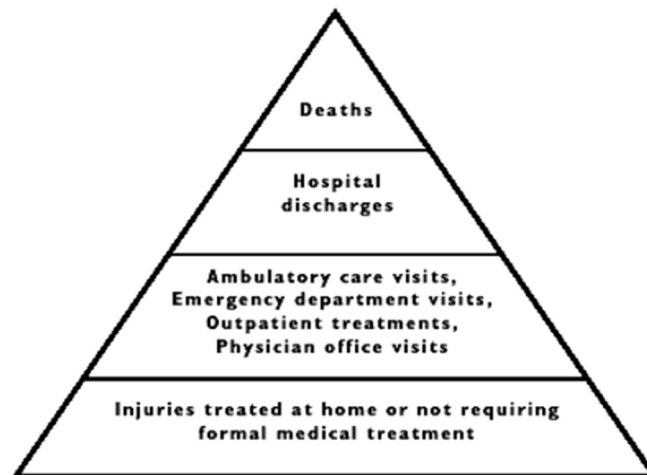 Deaths
Hospital
discharges
Ambulatory care visits,
Emergency department visits,
Outpatient treatments,
Physician office visits
Injuries treated at home or not requiring
formal medical treatment